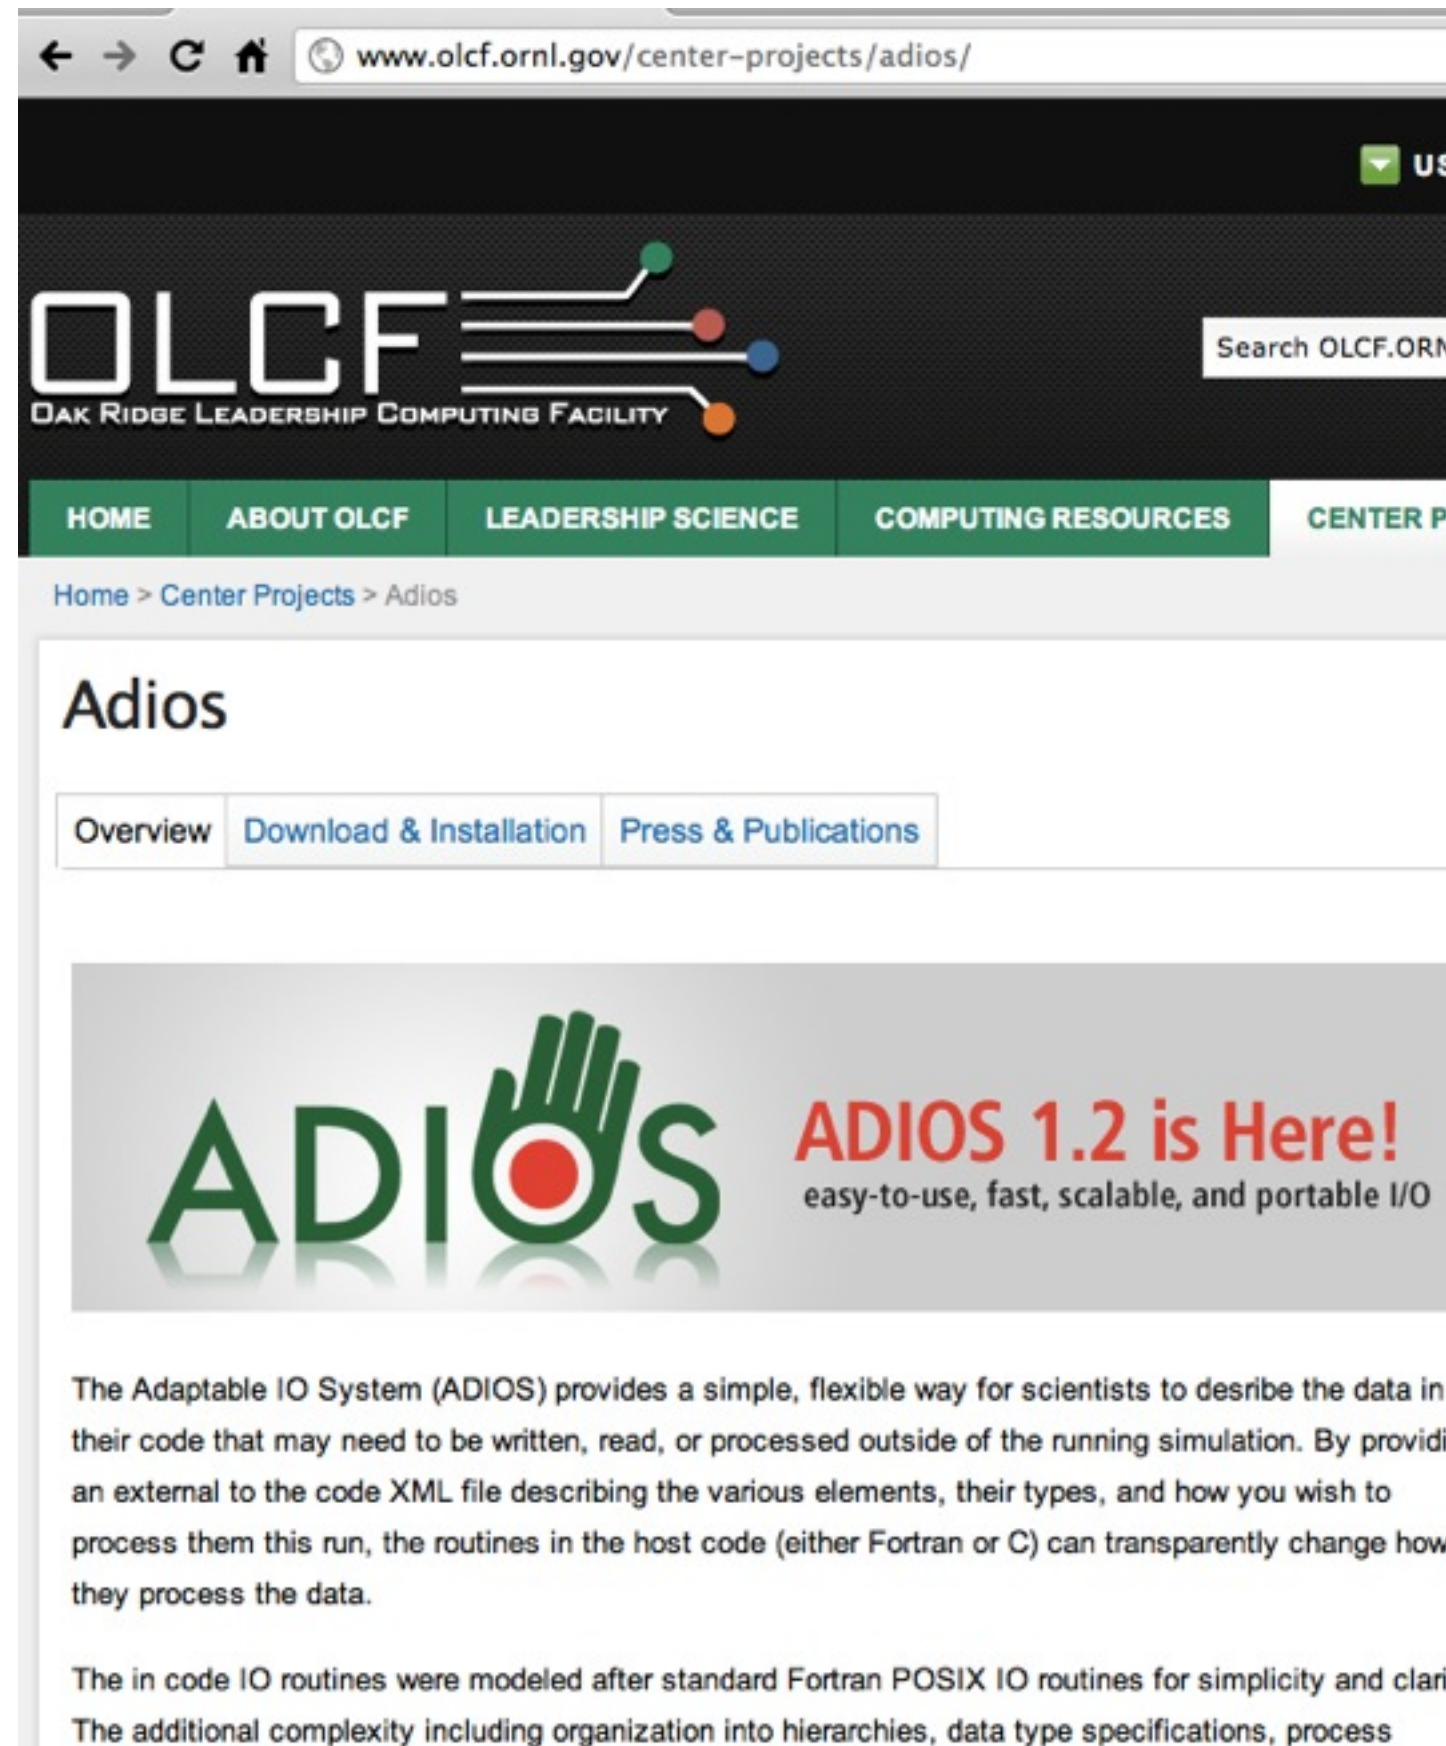 www.olcf.ornl.gov/center-projects/adios/
OLCF
OAK RIDGE LEADERSHIP COMPUTING FACILITY
Search OLCF.ORN
HOME ABOUT OLCF LEADERSHIP SCIENCE COMPUTING RESOURCES CENTER P
Home > Center Projects > Adios
Adios
Overview Download & Installation Press & Publications
ADIOS
ADIOS 1.2 is Here!
easy-to-use, fast, scalable, and portable I/O
The Adaptable IO System (ADIOS) provides a simple, flexible way for scientists to desribe the data in
their code that may need to be written, read, or processed outside of the running simulation. By providi
an external to the code XML file describing the various elements, their types, and how you wish to
process them this run, the routines in the host code (either Fortran or C) can transparently change how
they process the data.
The in code IO routines were modeled after standard Fortran POSIX IO routines for simplicity and clari
The additional complexity including organization into hierarchies, data type specifications, process